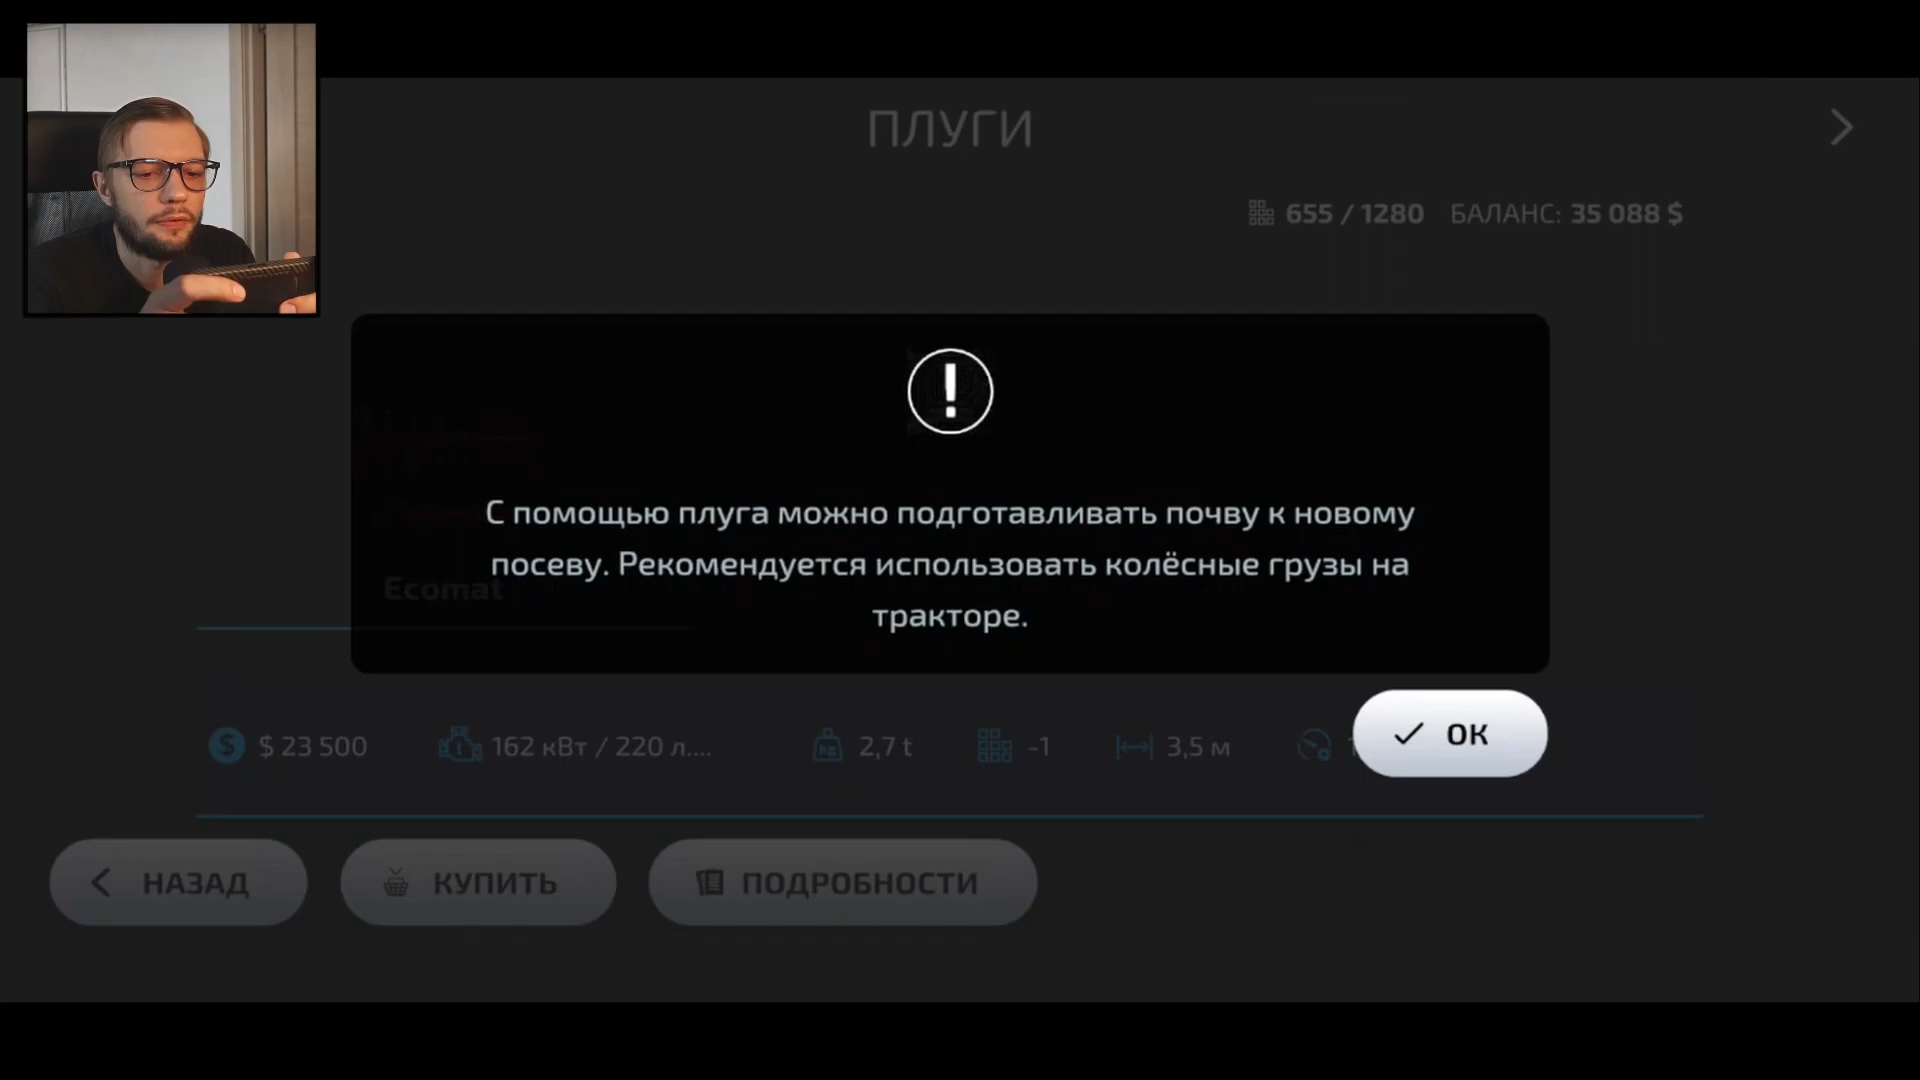 ПЛУГИ
655 / 1280 БАЛАНС: 35 088 $
С помощью плуга можно подготавливать почву к новому
посеву. Рекомендуется использовать колёсные грузы на
тракторе.
Ecomat
$ 23 500 162 кВт / 220 л.... 2,7 t -1 3,5 м
ОК
НАЗАД КУПИТЬ ПОДРОБНОСТИ